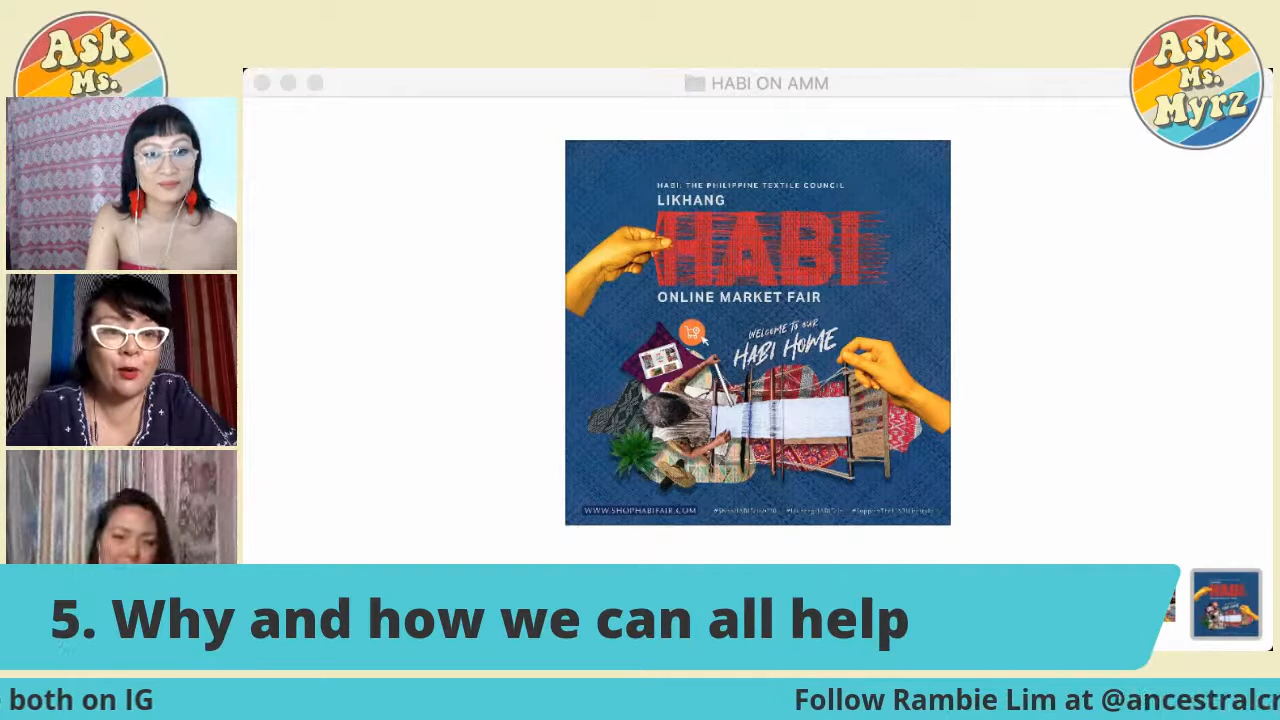 Ask
Ms.
HABI ON AMM
Ask
Ms.
Myrz
HABI: THE PHILIPPINE TEXTILE COUNCIL
LIKHANG
HABI
ONLINE MARKET FAIR
WELCOME TO OUR
HABI HOME
WWW.SHOPHABIFAIR.COM
5. Why and how we can all help
both on IG
Follow Rambie Lim at @ancestralcr